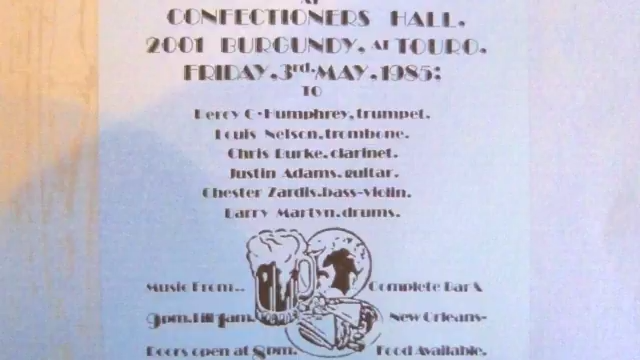 AT
CONFECTIONERS HALL.
2001 BURGUNDY. AT TOURO.
FRIDAY.3rd.MAY.1985:
TO
Percy G·Humphrey, trumpet.
Louis Nelson.trombone.
Chris Burke.clarinet.
Justin Adams.guitar.
Chester Zardis.bass-violin.
Barry Martyn.drums.
Music From.. Complete Bar &
9pm.Till 1am. New Orleans-
Doors open at 8pm. Food Available.